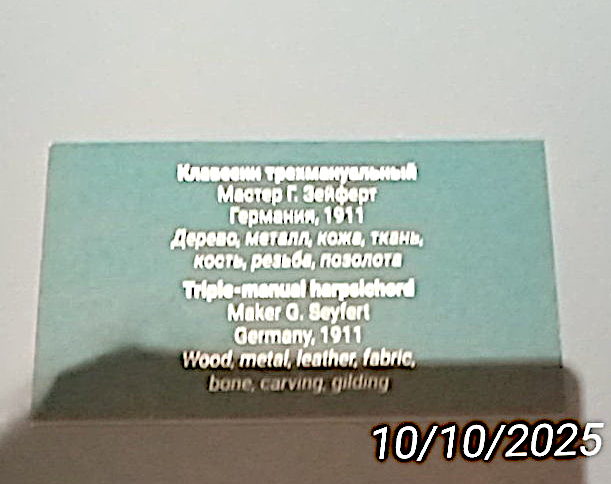 Клавесин трехмануальный
Мастер Г. Зейферт
Германия, 1911
Дерево, металл, кожа, ткань,
кость, резьба, позолота
Triple-manual harpsichord
Maker G. Seyfert
Germany, 1911
Wood, metal, leather, fabric,
bone, carving, gilding
10/10/2025